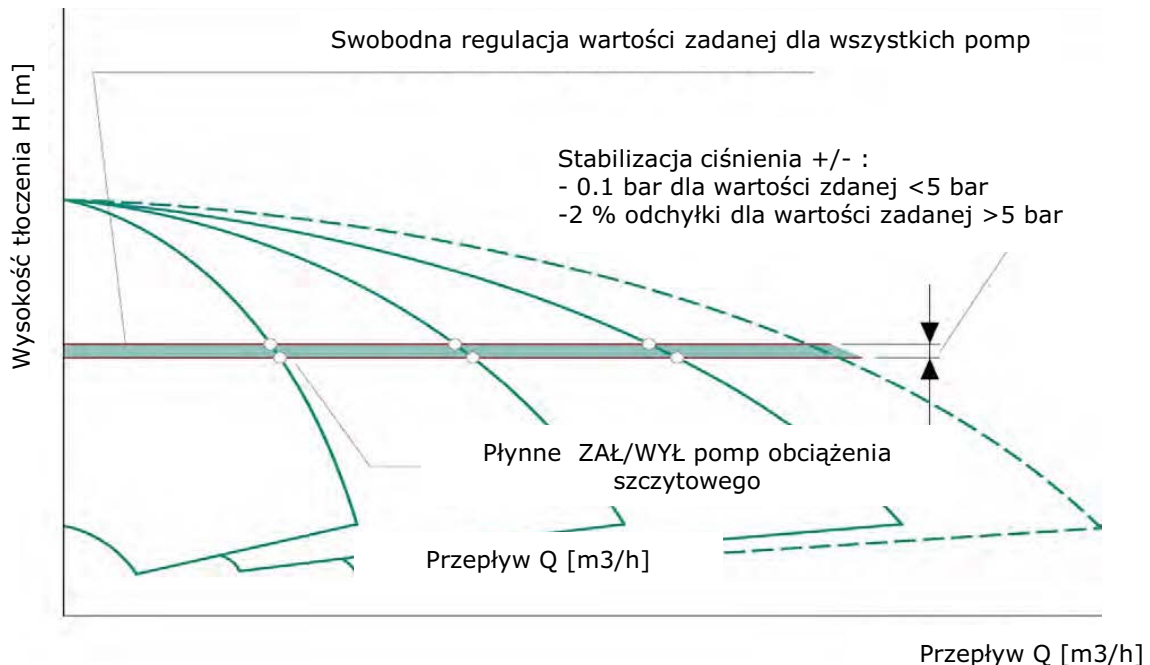 Swobodna regulacja wartości zadanej dla wszystkich pomp
Wysokość tłoczenia H [m]
Stabilizacja ciśnienia +/- :
- 0.1 bar dla wartości zdanej <5 bar
-2 % odchyłki dla wartości zadanej >5 bar
Płynne ZAŁ/WYŁ pomp obciążenia
szczytowego
Przepływ Q [m3/h]
Przepływ Q [m3/h]